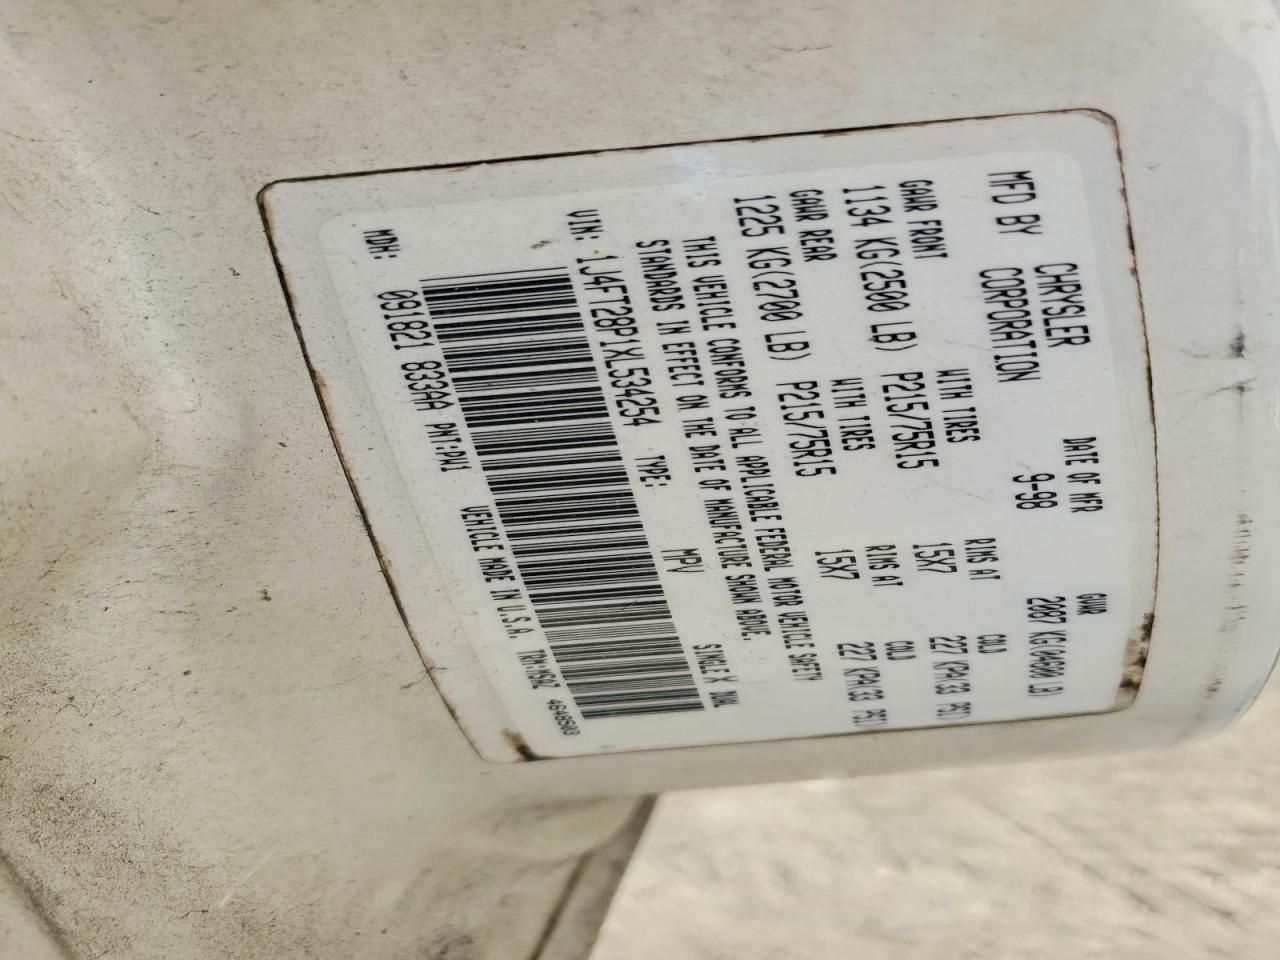 MFD BY CHRYSLER CORPORATION DATE OF MFR 9-98 GVWR 2087 KG(04600 LB)
GAWR FRONT WITH TIRES RIMS AT COLD
1134 KG(2500 LB) P215/75R15 15X7 227 KPA(33 PSI)
GAWR REAR WITH TIRES RIMS AT COLD
1225 KG(2700 LB) P215/75R15 15X7 227 KPA(33 PSI)
THIS VEHICLE CONFORMS TO ALL APPLICABLE FEDERAL MOTOR VEHICLE SAFETY
STANDARDS IN EFFECT ON THE DATE OF MANUFACTURE SHOWN ABOVE.
VIN: 1J4FT28P1XL534254 TYPE: MPV SINGLE X DUAL
MDH: 091821 833AA PNT:PW1 VEHICLE MADE IN U.S.A. 4648503